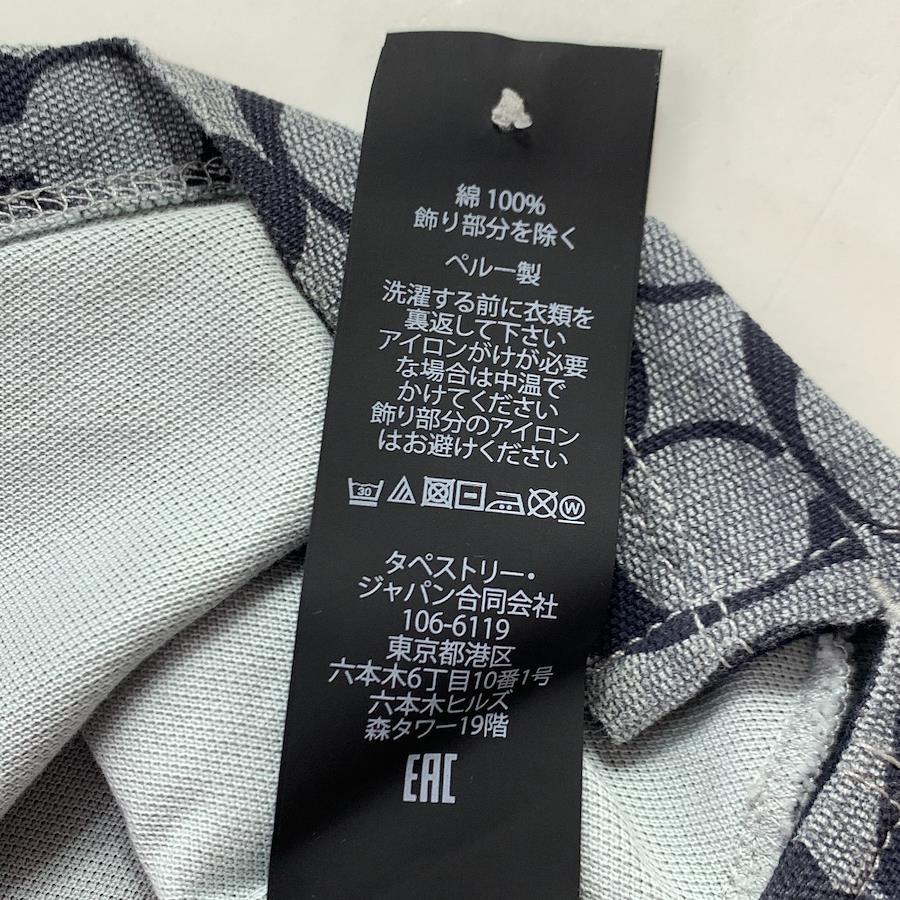 綿 100%
飾り部分を除く
ペルー製
洗濯する前に衣類を
裏返して下さい
アイロンがけが必要
な場合は中温で
かけてください
飾り部分のアイロン
はお避けください
30 W
タペストリー・
ジャパン合同会社
106-6119
東京都港区
六本木6丁目10番1号
六本木ヒルズ
森タワー19階
EAC